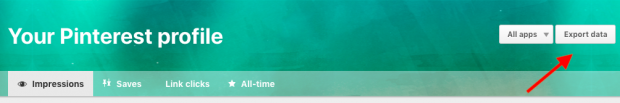 Your Pinterest profile
All apps
Export data
Impressions
Saves
Link clicks
All-time